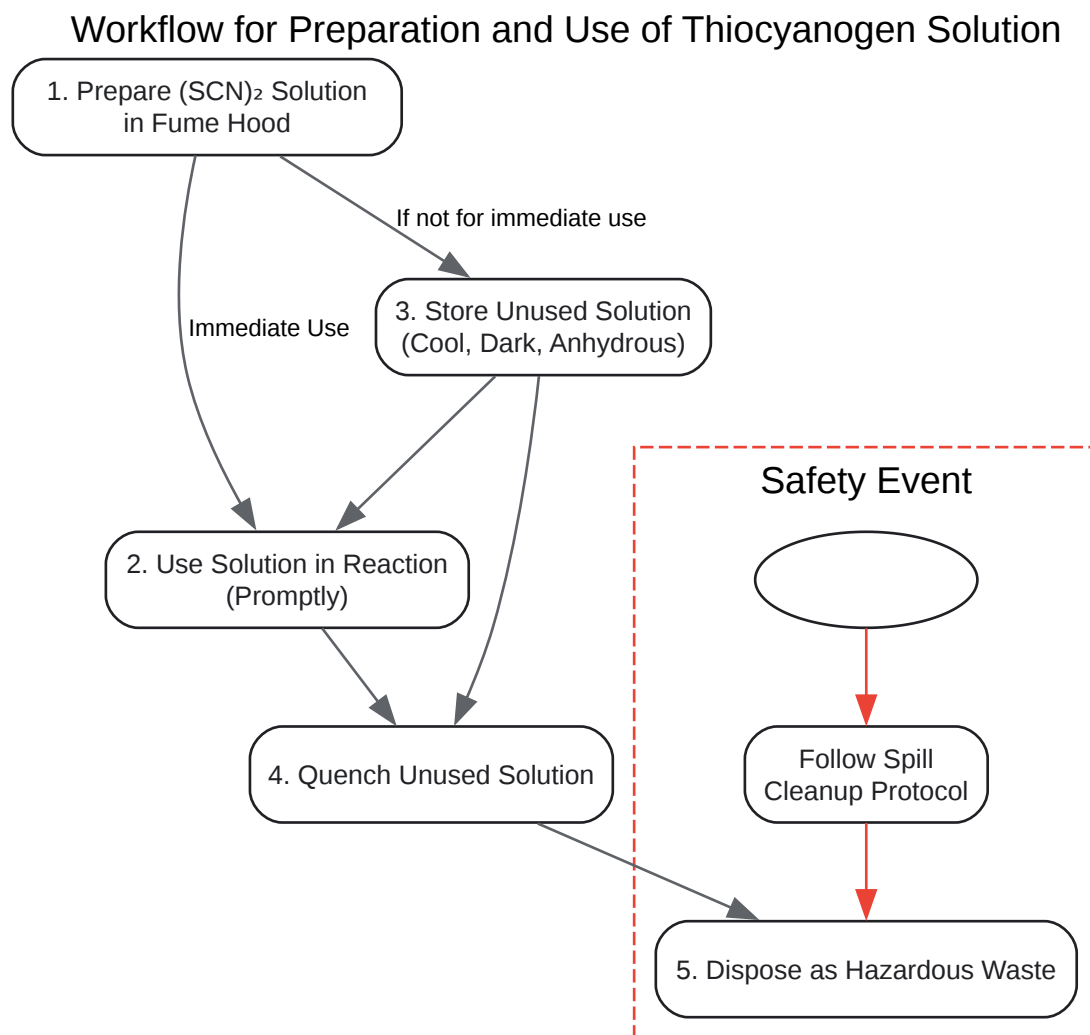 Workflow for Preparation and Use of Thiocyanogen Solution
1. Prepare (SCN)₂ Solution
in Fume Hood
If not for immediate use
Immediate Use
3. Store Unused Solution
(Cool, Dark, Anhydrous)
2. Use Solution in Reaction
(Promptly)
4. Quench Unused Solution
Safety Event
Follow Spill
Cleanup Protocol
5. Dispose as Hazardous Waste